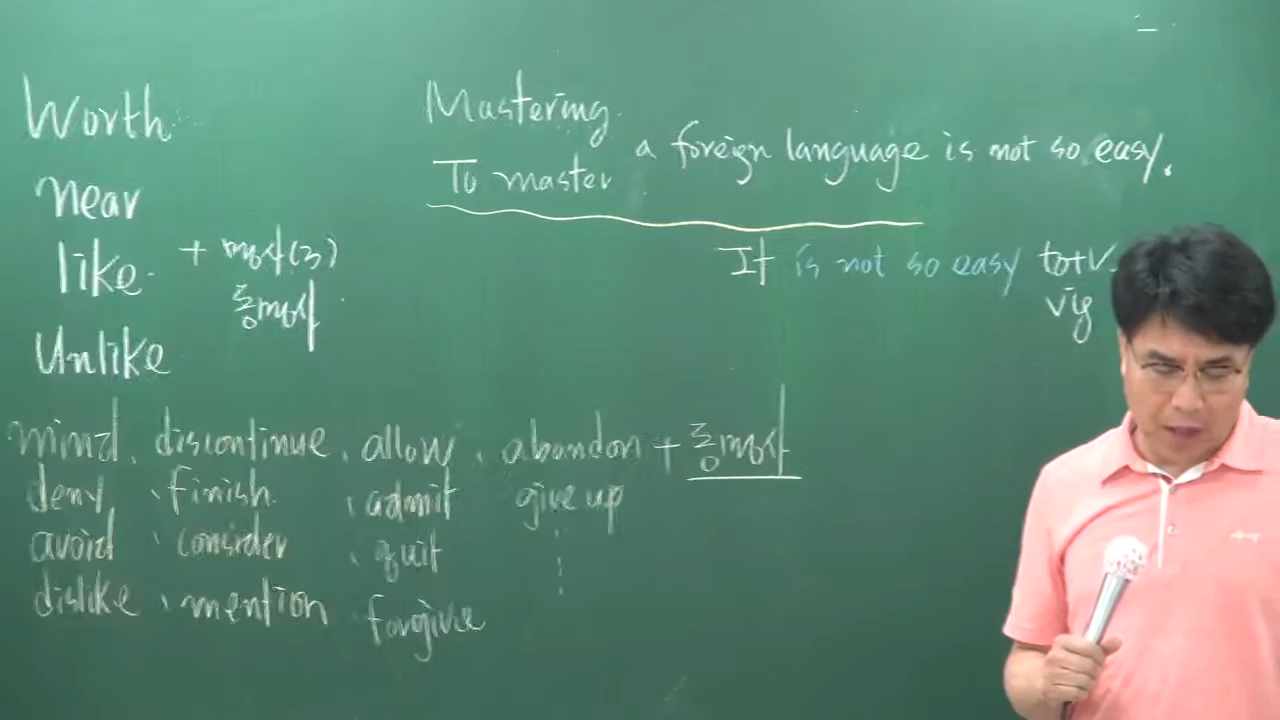 Worth
near
like + 명사(구)
동명사
Unlike
Mastering
To master
a foreign language is not so easy.
It is not so easy to+V
Ving
mind, discontinue, allow, abandon + 동명사
deny, finish, admit give up
avoid, consider, quit
dislike, mention forgive